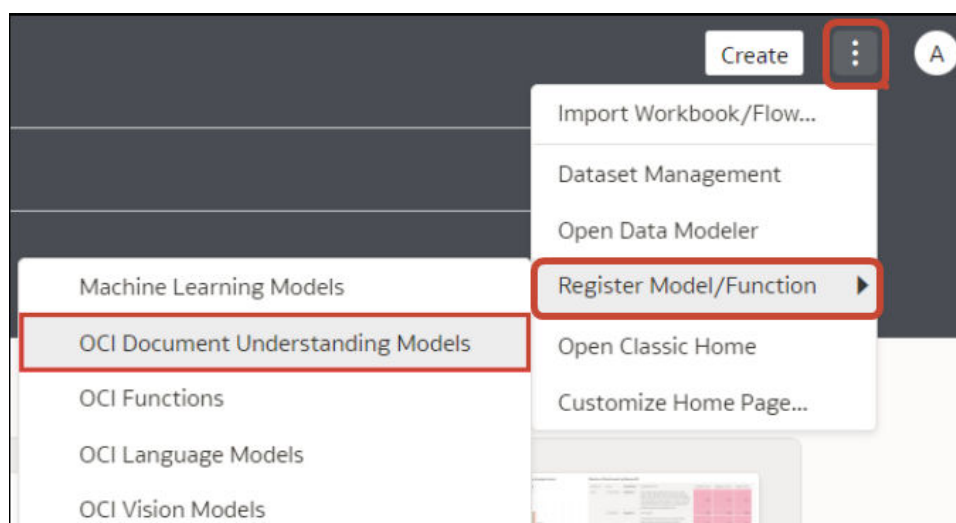 Create
A
Import Workbook/Flow...
Dataset Management
Open Data Modeler
Register Model/Function
Open Classic Home
Customize Home Page...
Machine Learning Models
OCI Document Understanding Models
OCI Functions
OCI Language Models
OCI Vision Models